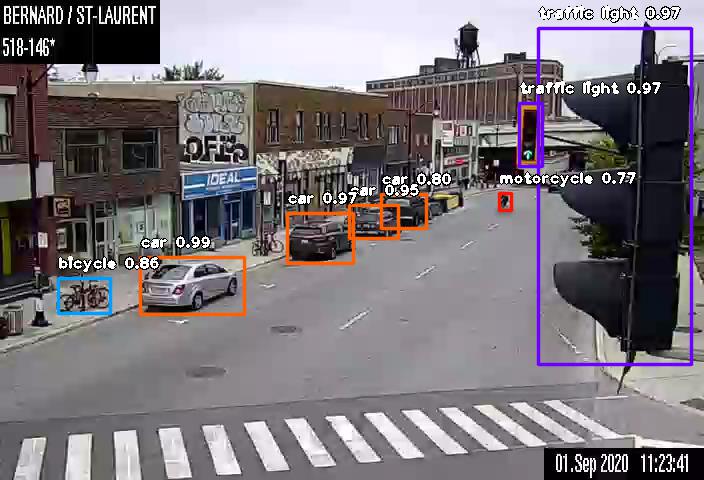 BERNARD / ST-LAURENT
518-146*
traffic light 0.97
traffic light 0.97
motorcycle 0.77
car 0.80
car 0.95
car 0.97
car 0.99
bicycle 0.86
IDEAL
01.Sep 2020 11:23:41